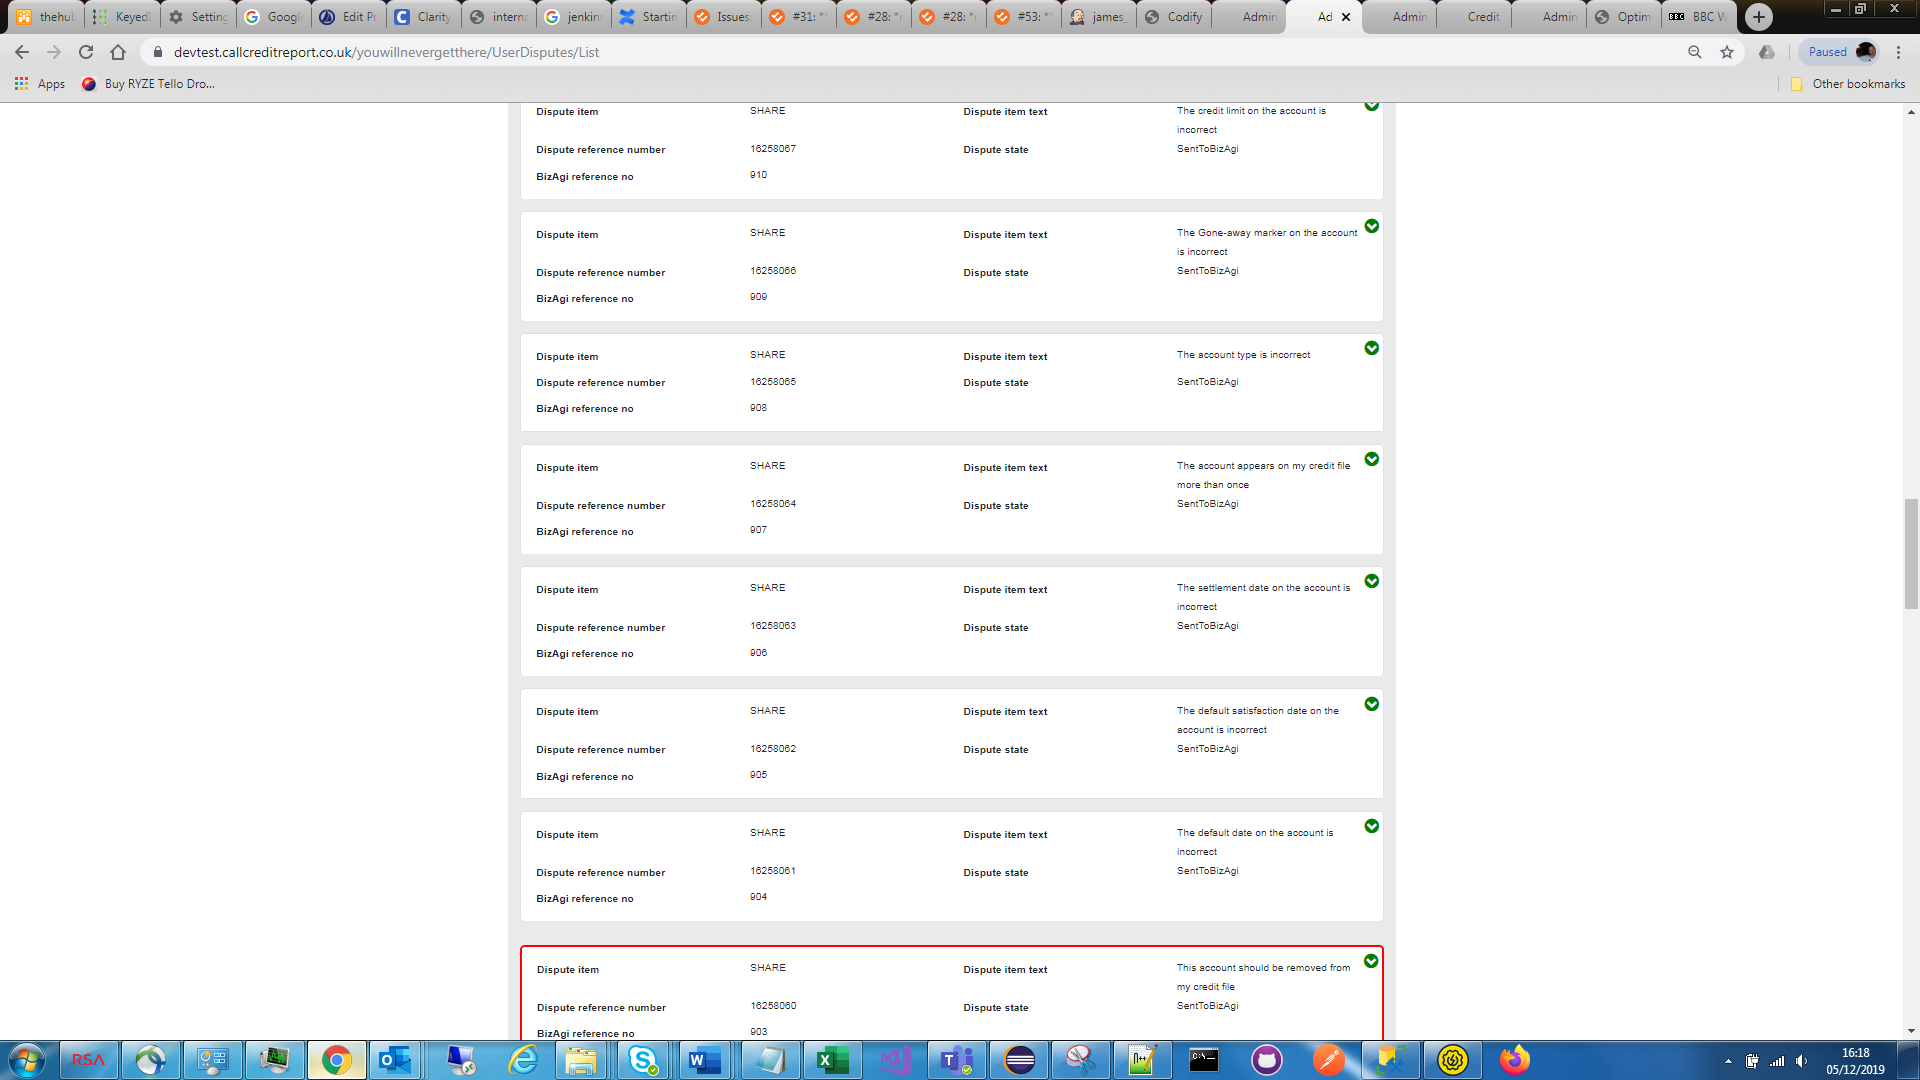 thehub
KeyedI
Setting
Google
Edit Pr
Clarity
interna
jenkin
Startin
Issues
#31: *
#28: *r
#28: *r
#53: *
james_
Codify
Admin
Ad
Admin
Credit
Admin
Optim
BBC W
devtest.callcreditreport.co.uk/youwillnevergetthere/UserDisputes/List
Paused
Apps
Buy RYZE Tello Dro...
Other bookmarks
Dispute item SHARE Dispute item text The credit limit on the account is
incorrect
Dispute reference number 16258067 Dispute state SentToBizAgi
BizAgi reference no 910
Dispute item SHARE Dispute item text The Gone-away marker on the account
is incorrect
Dispute reference number 16258066 Dispute state SentToBizAgi
BizAgi reference no 909
Dispute item SHARE Dispute item text The account type is incorrect
Dispute reference number 16258065 Dispute state SentToBizAgi
BizAgi reference no 908
Dispute item SHARE Dispute item text The account appears on my credit file
more than once
Dispute reference number 16258064 Dispute state SentToBizAgi
BizAgi reference no 907
Dispute item SHARE Dispute item text The settlement date on the account is
incorrect
Dispute reference number 16258063 Dispute state SentToBizAgi
BizAgi reference no 906
Dispute item SHARE Dispute item text The default satisfaction date on the
account is incorrect
Dispute reference number 16258062 Dispute state SentToBizAgi
BizAgi reference no 905
Dispute item SHARE Dispute item text The default date on the account is
incorrect
Dispute reference number 16258061 Dispute state SentToBizAgi
BizAgi reference no 904
Dispute item SHARE Dispute item text This account should be removed from
my credit file
Dispute reference number 16258060 Dispute state SentToBizAgi
BizAgi reference no 903
RSA
16:18
05/12/2019